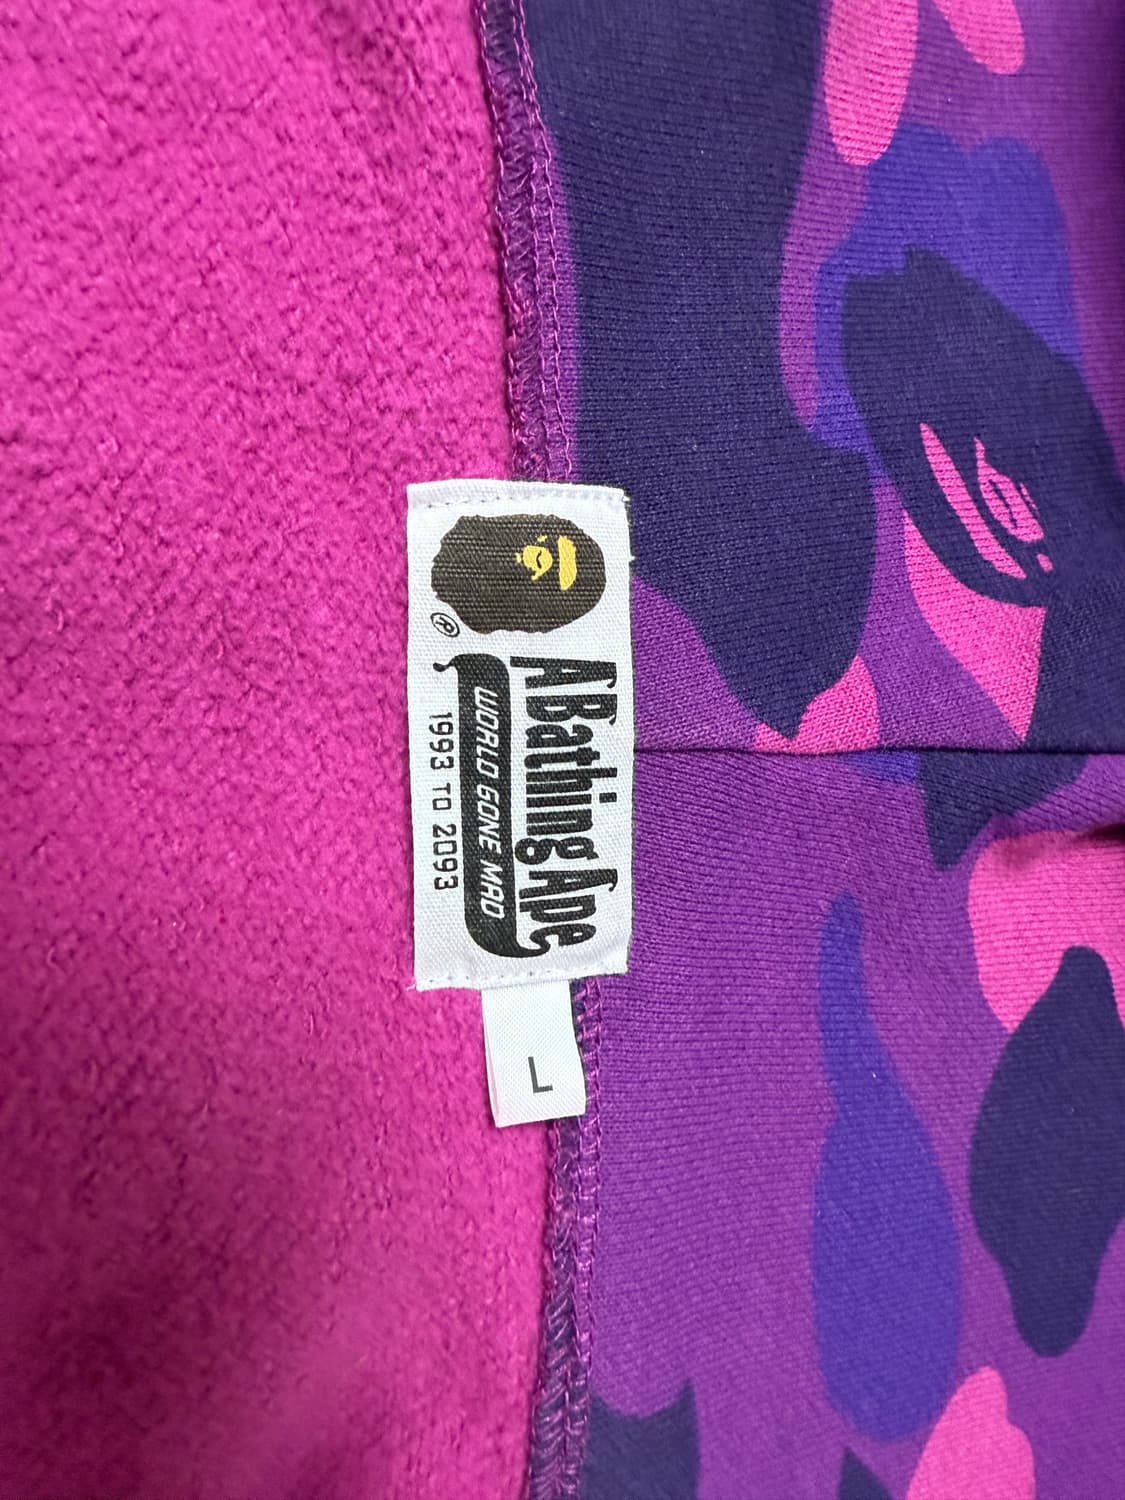 ®
A Bathing Ape
WORLD GONE MAD
1993 TO 2093
L